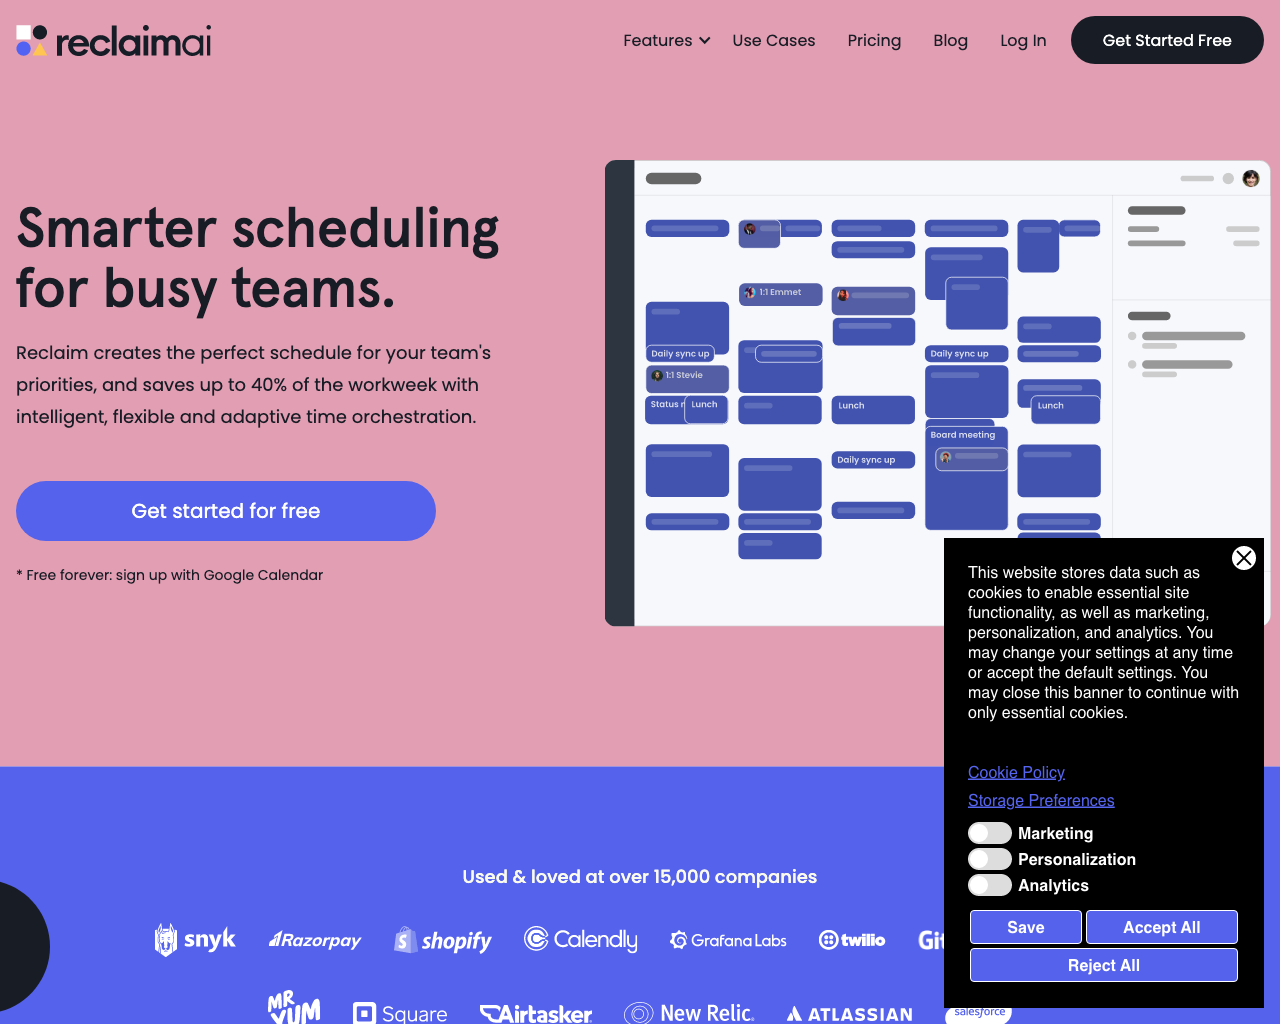 reclaimai
Features
Use Cases
Pricing
Blog
Log In
Get Started Free
Smarter scheduling
for busy teams.
Reclaim creates the perfect schedule for your team's
priorities, and saves up to 40% of the workweek with
intelligent, flexible and adaptive time orchestration.
Get started for free
* Free forever: sign up with Google Calendar
1:1 Emmet
Daily sync up
Daily sync up
1:1 Stevie
Status
Lunch
Lunch
Lunch
Board meeting
Daily sync up
This website stores data such as
cookies to enable essential site
functionality, as well as marketing,
personalization, and analytics. You
may change your settings at any time
or accept the default settings. You
may close this banner to continue with
only essential cookies.
Cookie Policy
Storage Preferences
Marketing
Personalization
Analytics
Save
Accept All
Reject All
Used & loved at over 15,000 companies
snyk
Razorpay
shopify
Calendly
Grafana Labs
twilio
MR YUM
Square
Airtasker
New Relic.
ATLASSIAN
salesforce